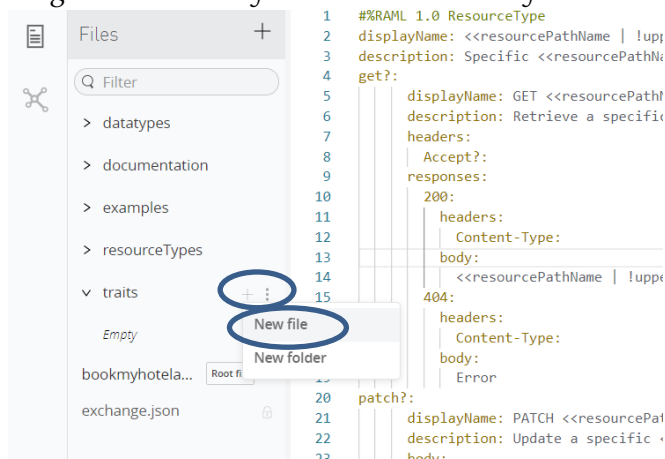 Files
Filter
datatypes
documentation
examples
resourceTypes
traits
Empty
New file
New folder
bookmyhotela... Root fi
exchange.json
1 #%RAML 1.0 ResourceType
2 displayName: <<resourcePathName | !upp
3 description: Specific <<resourcePathNa
4 get?:
5 displayName: GET <<resourcePathN
6 description: Retrieve a specific
7 headers:
8 Accept?:
9 responses:
10 200:
11 headers:
12 Content-Type:
13 body:
14 <<resourcePathName | !uppe
15 404:
headers:
Content-Type:
body:
19 Error
20 patch?:
21 displayName: PATCH <<resourcePat
22 description: Update a specific <
23 body: